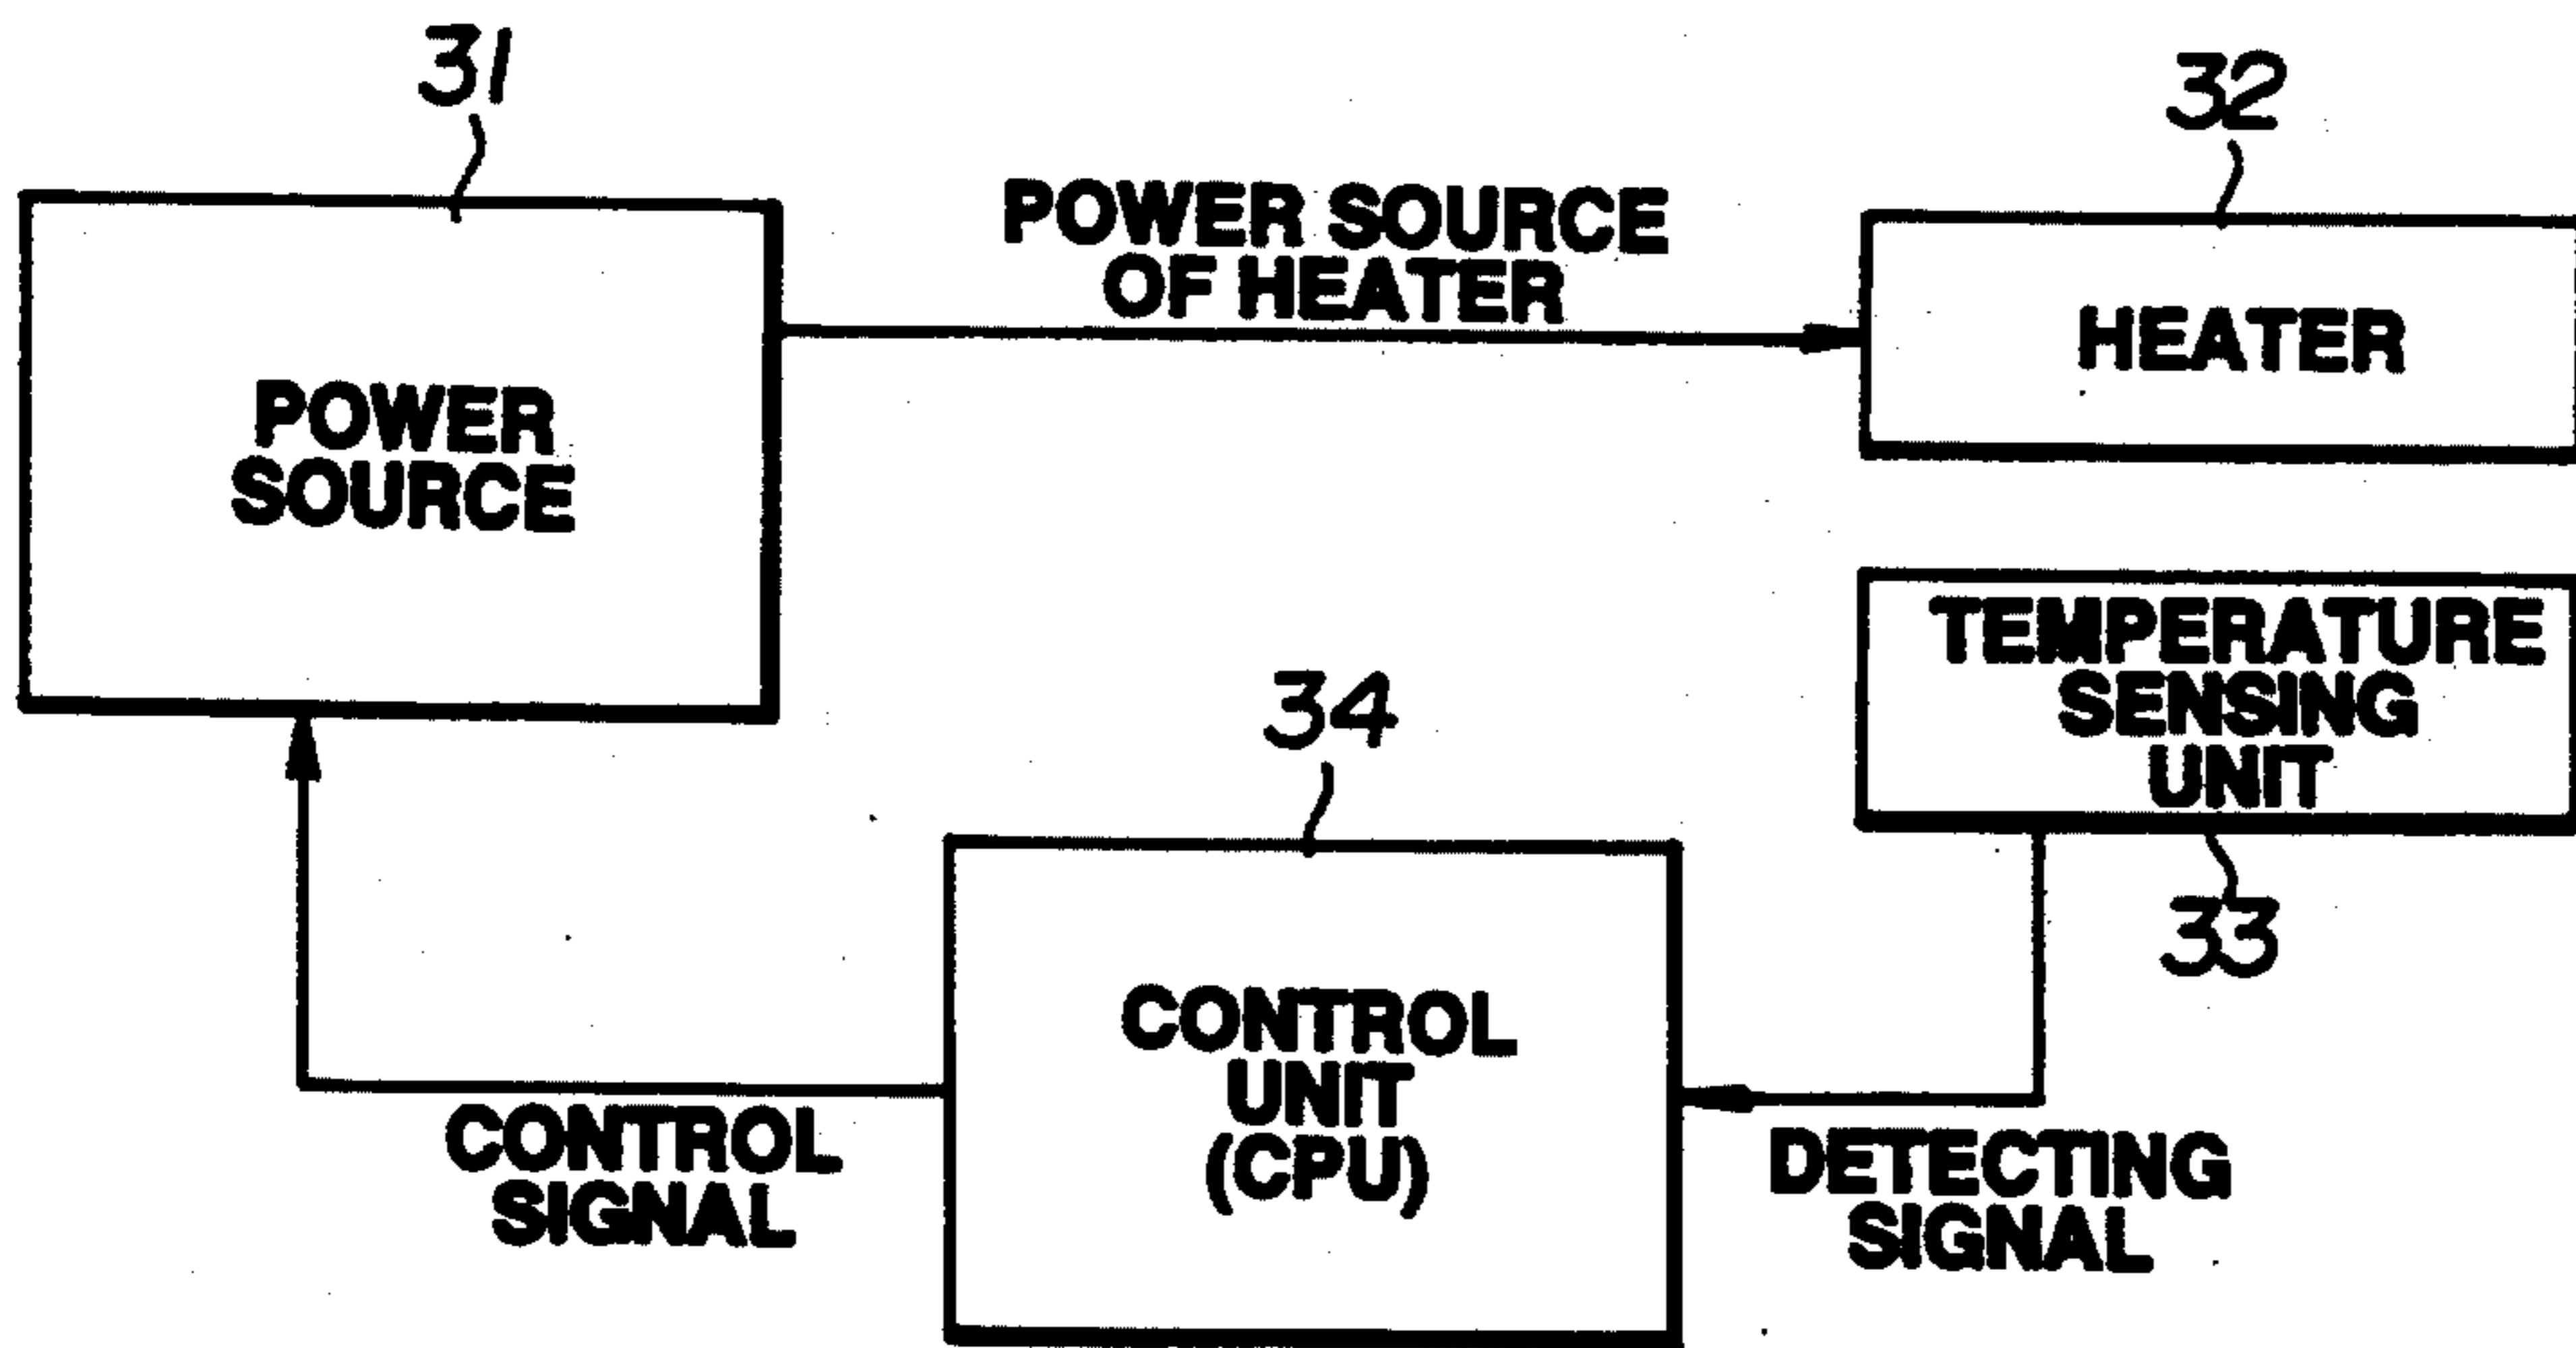 31
32
POWER SOURCE
OF HEATER
HEATER
POWER
SOURCE
TEMPERATURE
SENSING
UNIT
34
33
CONTROL
UNIT
(CPU)
CONTROL
SIGNAL
DETECTING
SIGNAL